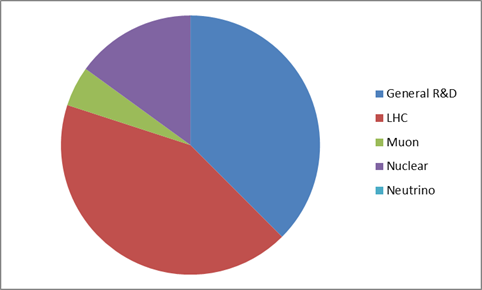 General R&D
LHC
Muon
Nuclear
Neutrino